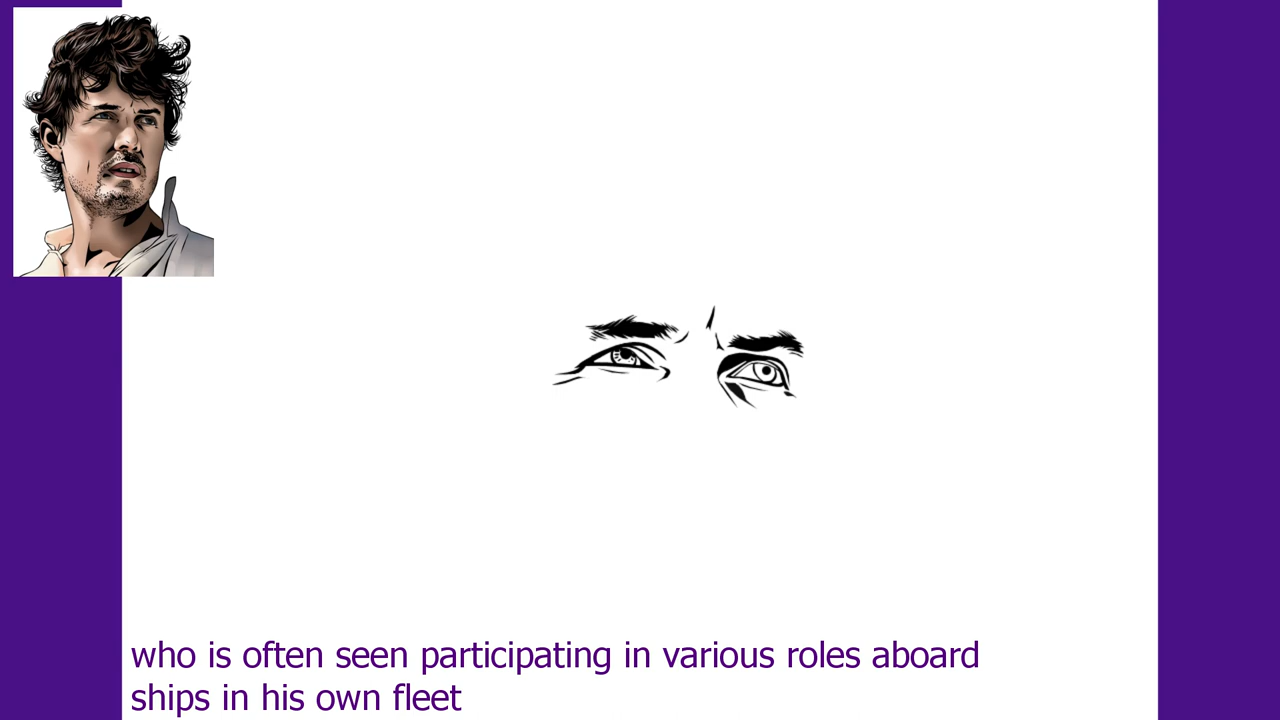 who is often seen participating in various roles aboard
ships in his own fleet